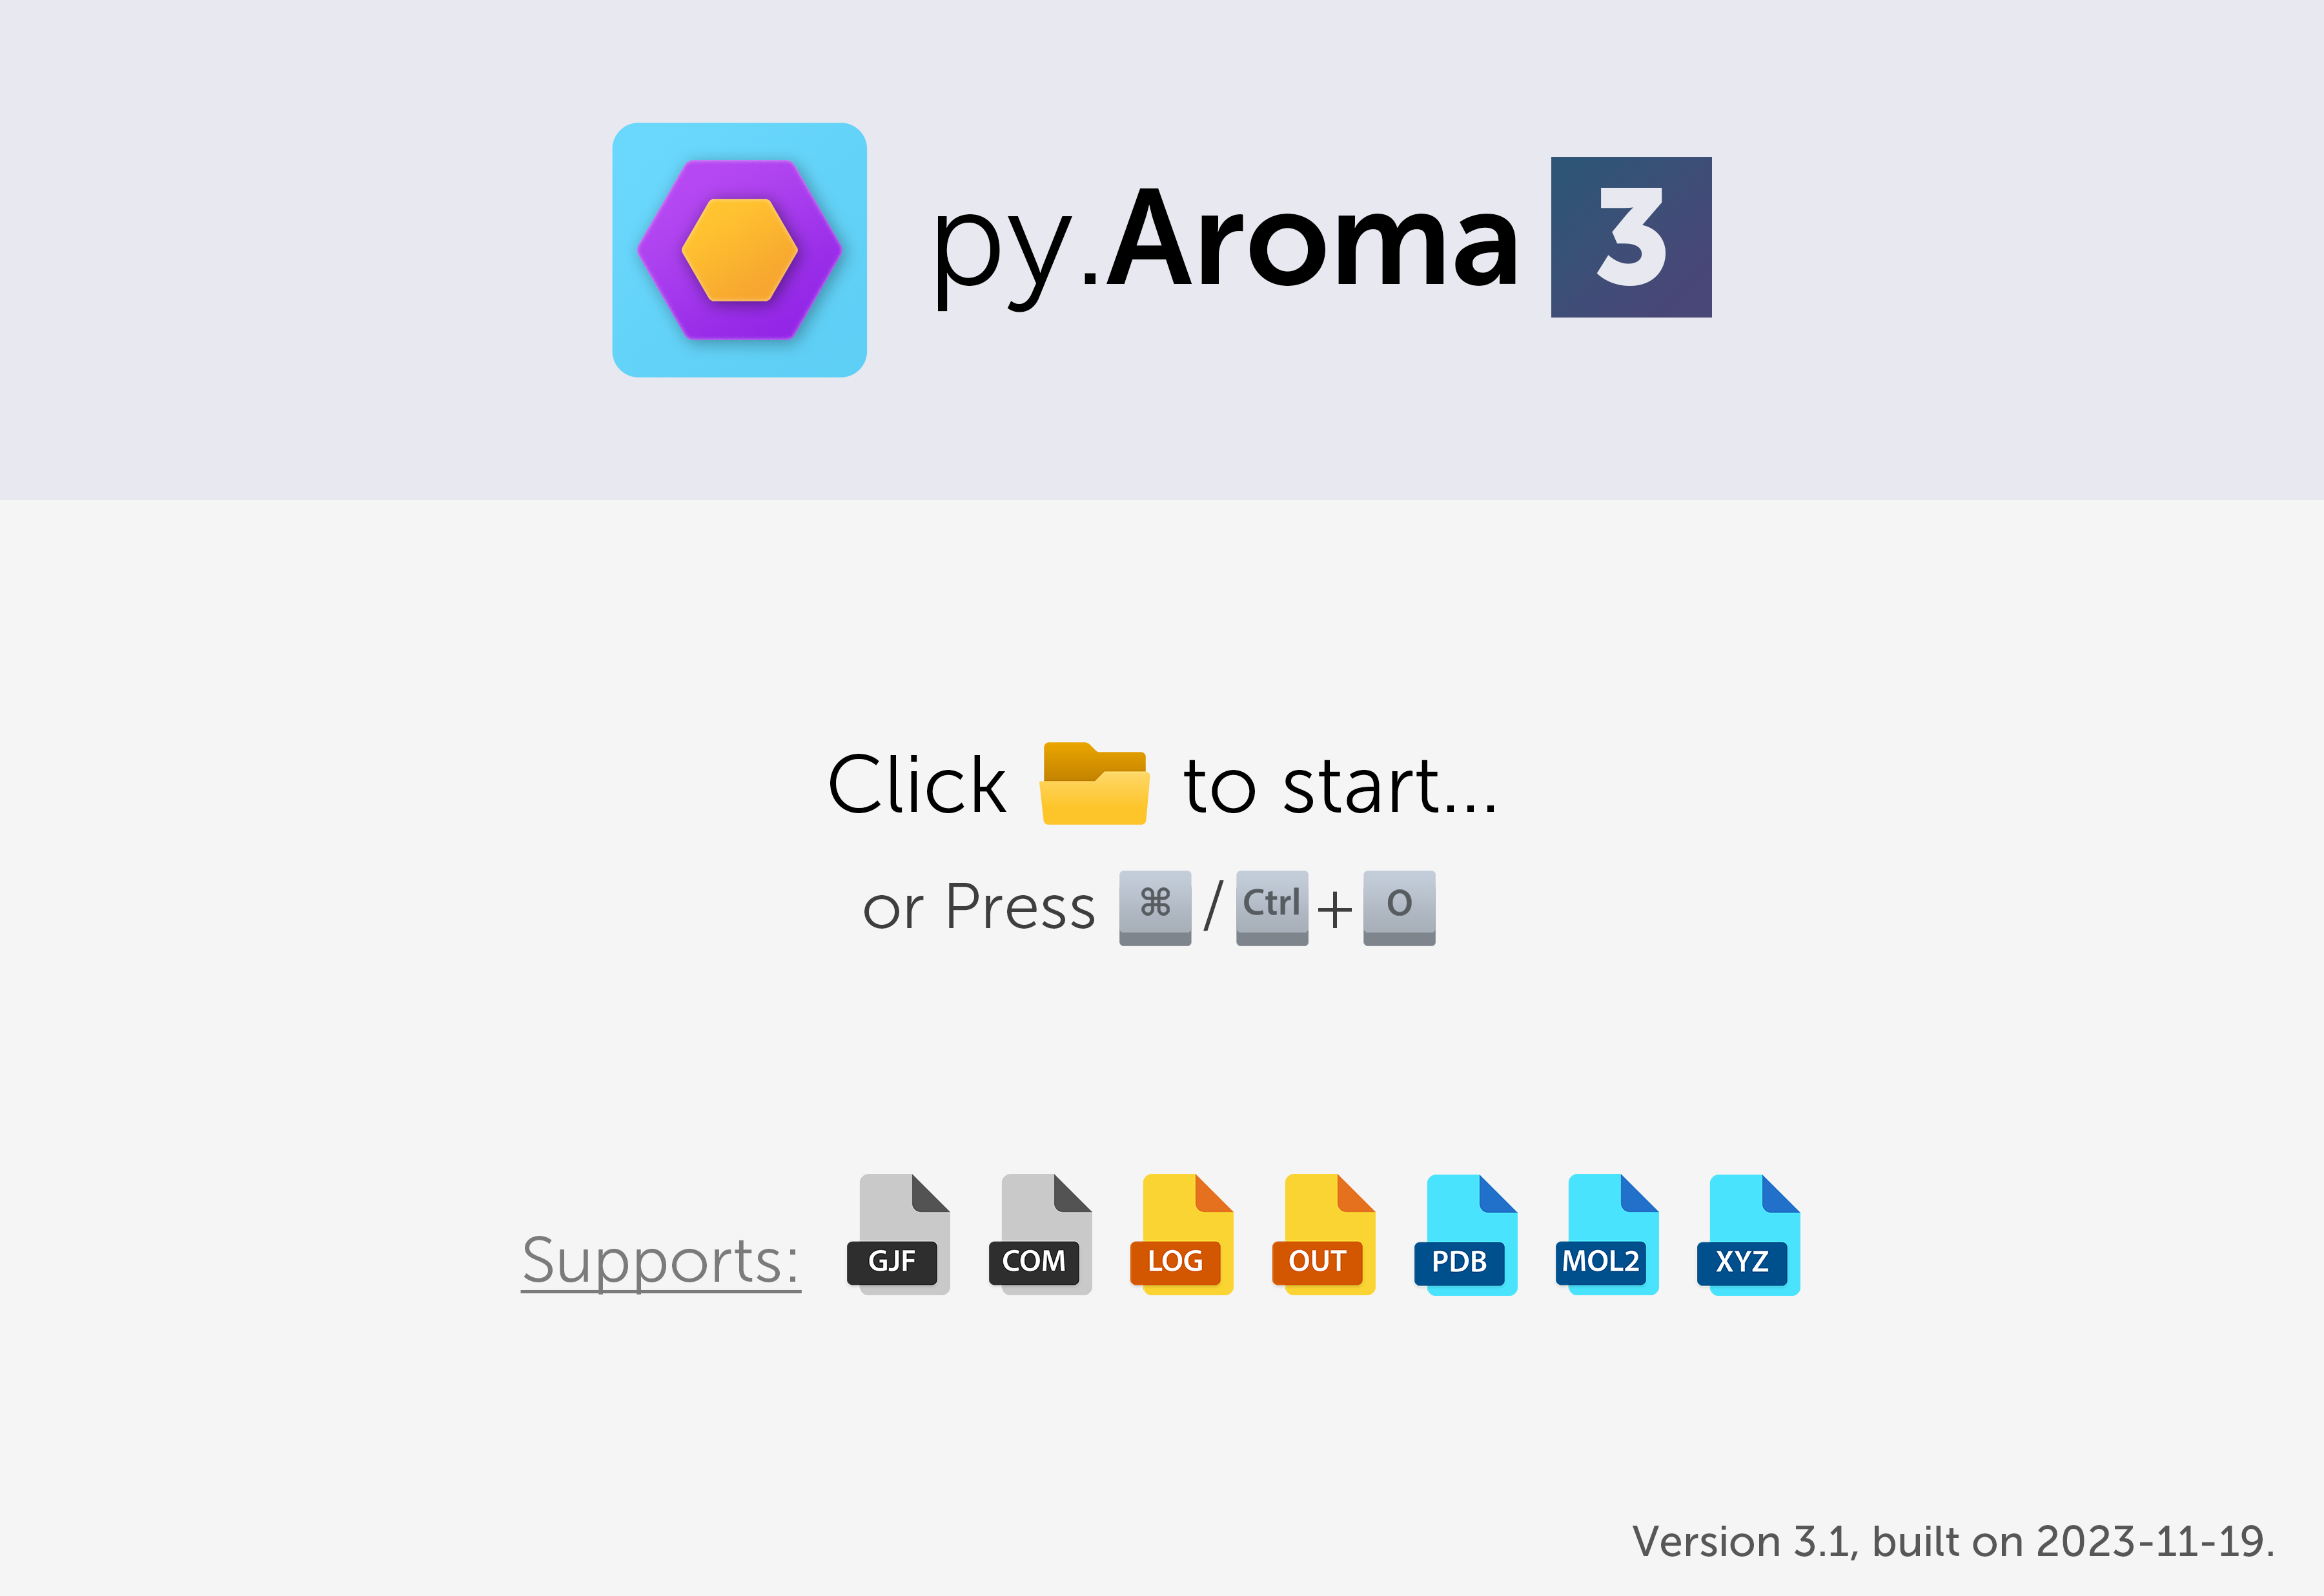 py.Aroma 3
Click to start...
or Press ⌘ / Ctrl + O
Supports: GJF COM LOG OUT PDB MOL2 XYZ
Version 3.1, built on 2023-11-19.